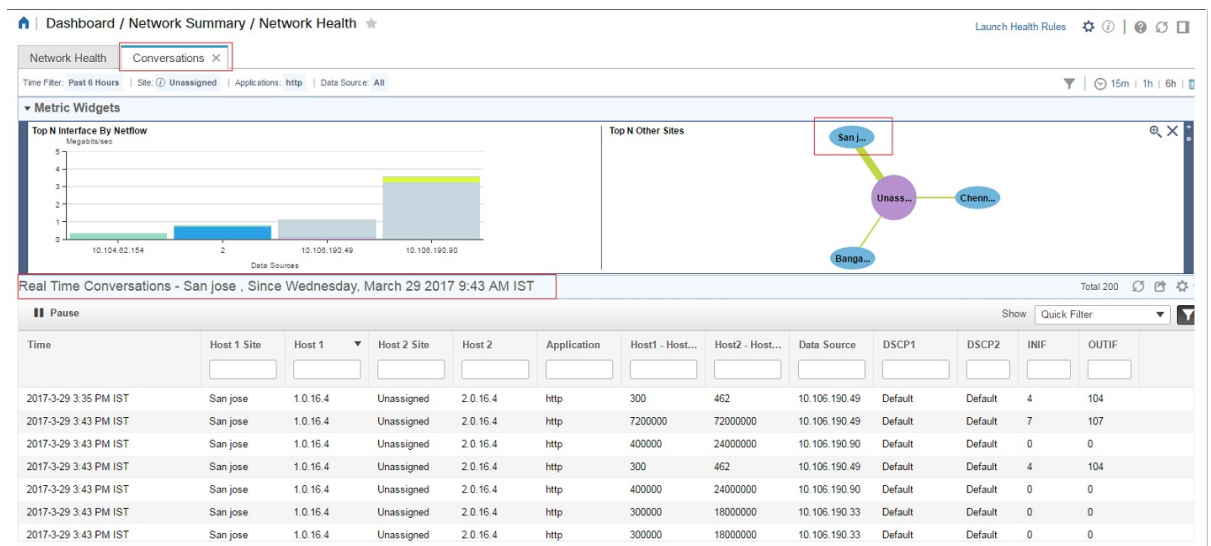 Dashboard / Network Summary / Network Health
Launch Health Rules
Network Health
Conversations
Time Filter: Past 6 Hours | Site: Unassigned | Applications: http | Data Source: All
15m | 1h | 6h |
Metric Widgets
Top N Interface By Netflow
Megabits/sec
5
4
3
2
1
0
10.104.62.154 2 10.106.190.49 10.106.190.90
Data Sources
Top N Other Sites
San j...
Unass...
Chenn...
Banga...
Real Time Conversations - San jose , Since Wednesday, March 29 2017 9:43 AM IST
Total 200
Pause
Show Quick Filter
Time Host 1 Site Host 1 Host 2 Site Host 2 Application Host1 - Host... Host2 - Host... Data Source DSCP1 DSCP2 INIF OUTIF
2017-3-29 3:35 PM IST San jose 1.0.16.4 Unassigned 2.0.16.4 http 300 462 10.106.190.49 Default Default 4 104
2017-3-29 3:43 PM IST San jose 1.0.16.4 Unassigned 2.0.16.4 http 7200000 72000000 10.106.190.49 Default Default 7 107
2017-3-29 3:43 PM IST San jose 1.0.16.4 Unassigned 2.0.16.4 http 400000 24000000 10.106.190.90 Default Default 0 0
2017-3-29 3:43 PM IST San jose 1.0.16.4 Unassigned 2.0.16.4 http 300 462 10.106.190.49 Default Default 4 104
2017-3-29 3:43 PM IST San jose 1.0.16.4 Unassigned 2.0.16.4 http 400000 24000000 10.106.190.90 Default Default 0 0
2017-3-29 3:43 PM IST San jose 1.0.16.4 Unassigned 2.0.16.4 http 300000 18000000 10.106.190.33 Default Default 0 0
2017-3-29 3:43 PM IST San jose 1.0.16.4 Unassigned 2.0.16.4 http 300000 18000000 10.106.190.33 Default Default 0 0